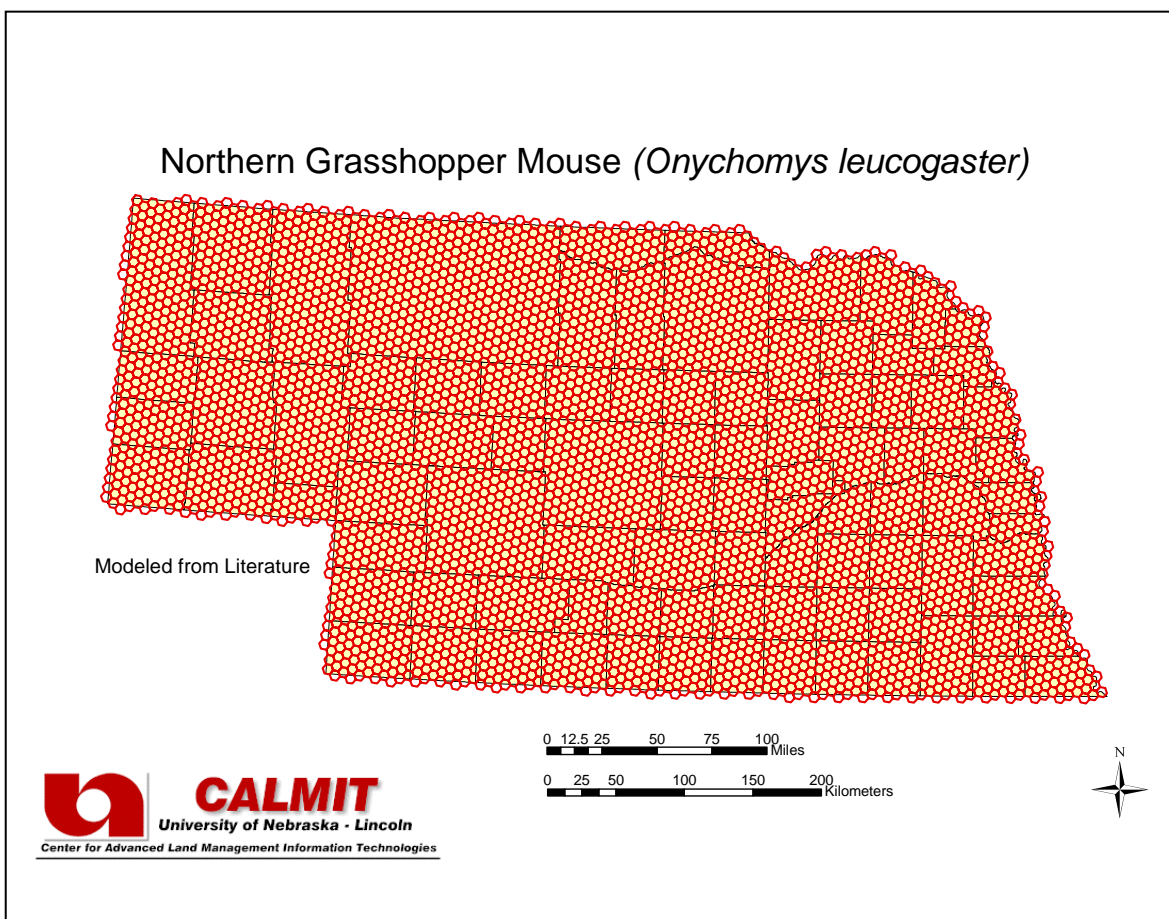 Northern Grasshopper Mouse (Onychomys leucogaster)
Modeled from Literature
0 12.5 25 50 75 100
Miles
0 25 50 100 150 200
Kilometers
N
CALMIT
University of Nebraska - Lincoln
Center for Advanced Land Management Information Technologies